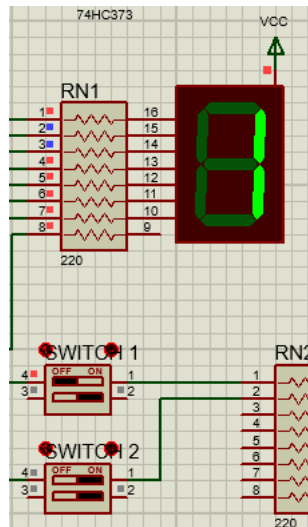 74HC373
VCC
RN1
1 16
2 15
3 14
4 13
5 12
6 11
7 10
8 9
220
SWITCH 1
RN2
OFF ON
4 1
3 2
1
2
3
4
5
6
7
8
SWITCH 2
OFF ON
4 1
3 2
220